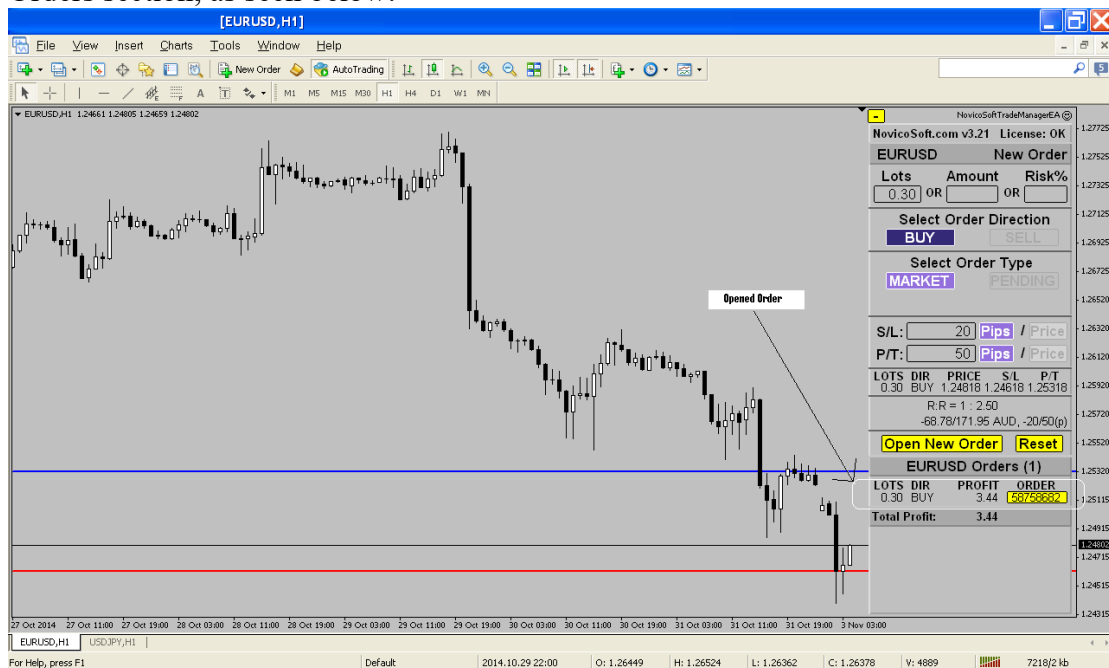 Orders section, as seen below:
[EURUSD,H1]
File View Insert Charts Tools Window Help
New Order AutoTrading
A T M1 M5 M15 M30 H1 H4 D1 W1 MN
EURUSD,H1 1.24661 1.24805 1.24659 1.24802
NovicoSoftTradeManagerEA
NovicoSoft.com v3.21 License: OK
EURUSD New Order
Lots Amount Risk%
0.30 OR OR
Select Order Direction
BUY SELL
Select Order Type
MARKET PENDING
Opened Order
S/L: 20 Pips / Price
P/T: 50 Pips / Price
LOTS DIR PRICE S/L P/T
0.30 BUY 1.24818 1.24618 1.25318
R:R = 1 : 2.50
-68.78/171.95 AUD, -20/50(p)
Open New Order Reset
EURUSD Orders (1)
LOTS DIR PROFIT ORDER
0.30 BUY 3.44 58758682
Total Profit: 3.44
1.27725
1.27525
1.27325
1.27125
1.26925
1.26725
1.26520
1.26320
1.26120
1.25920
1.25720
1.25520
1.25320
1.25115
1.24915
1.24802
1.24715
1.24515
1.24315
27 Oct 2014 27 Oct 11:00 27 Oct 19:00 28 Oct 03:00 28 Oct 11:00 28 Oct 19:00 29 Oct 03:00 29 Oct 11:00 29 Oct 19:00 30 Oct 03:00 30 Oct 11:00 30 Oct 19:00 31 Oct 03:00 31 Oct 11:00 31 Oct 19:00 3 Nov 03:00
EURUSD,H1 USDJPY,H1
For Help, press F1 Default 2014.10.29 22:00 O: 1.26449 H: 1.26524 L: 1.26362 C: 1.26378 V: 4889 7218/2 kb